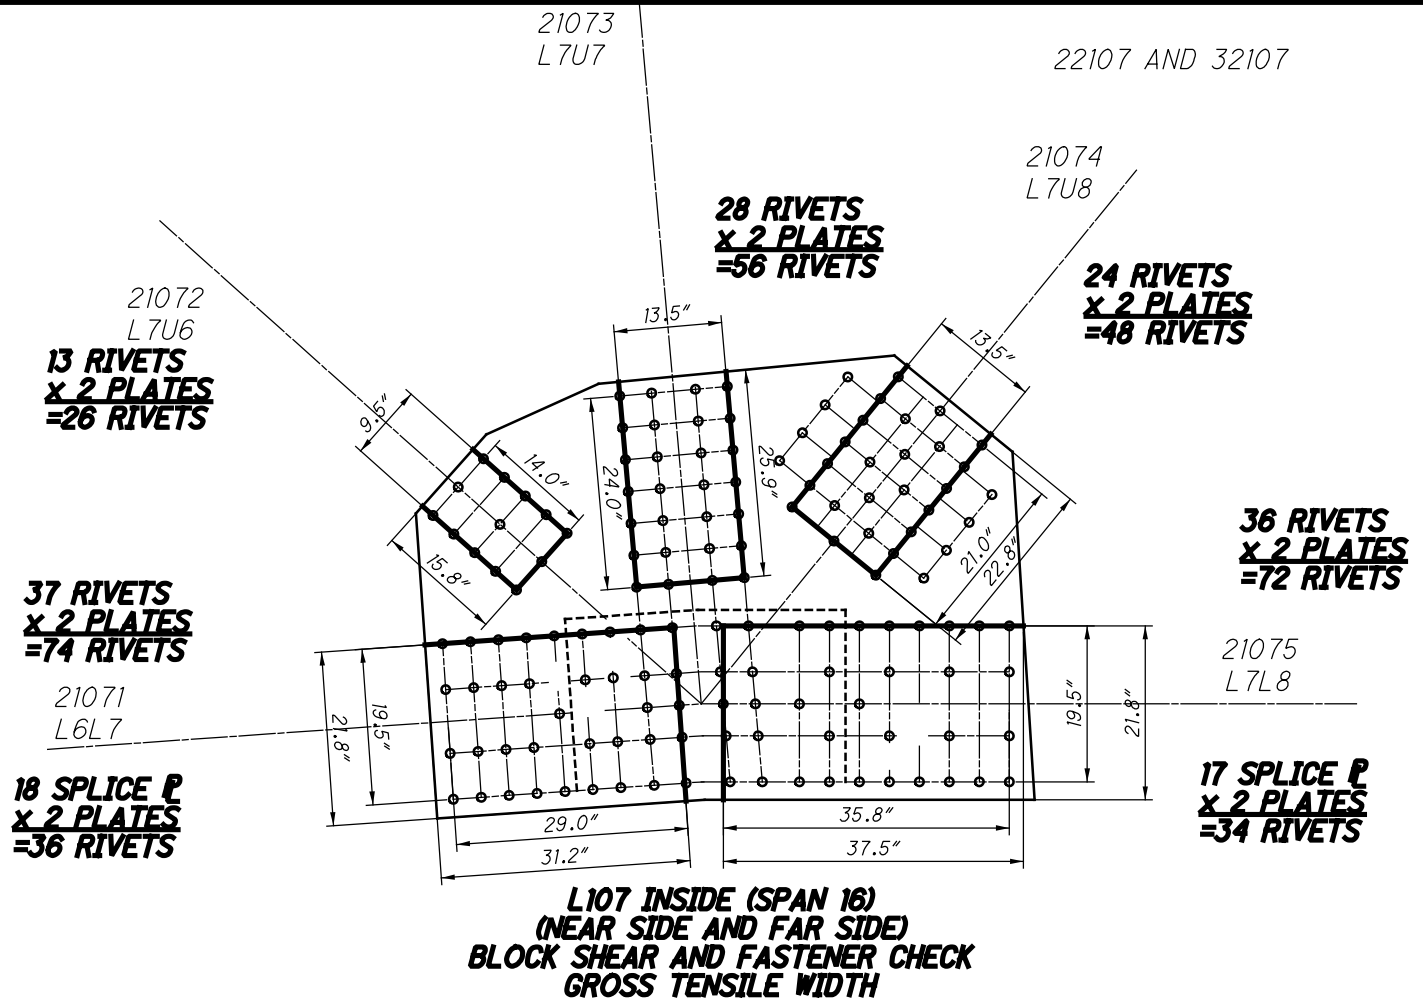 21073
L7U7
22107 AND 32107
21074
L7U8
28 RIVETS
x 2 PLATES
=56 RIVETS
24 RIVETS
x 2 PLATES
=48 RIVETS
21072
L7U6
13 RIVETS
x 2 PLATES
=26 RIVETS
13.5"
13.5"
9.5"
14.0"
15.8"
24.0"
25.9"
21.0"
22.8"
36 RIVETS
x 2 PLATES
=72 RIVETS
37 RIVETS
x 2 PLATES
=74 RIVETS
21071
L6L7
21075
L7L8
21.8"
19.5"
19.5"
21.8"
18 SPLICE ℙL
x 2 PLATES
=36 RIVETS
17 SPLICE ℙL
x 2 PLATES
=34 RIVETS
29.0"
31.2"
35.8"
37.5"
L107 INSIDE (SPAN 16)
(NEAR SIDE AND FAR SIDE)
BLOCK SHEAR AND FASTENER CHECK
GROSS TENSILE WIDTH